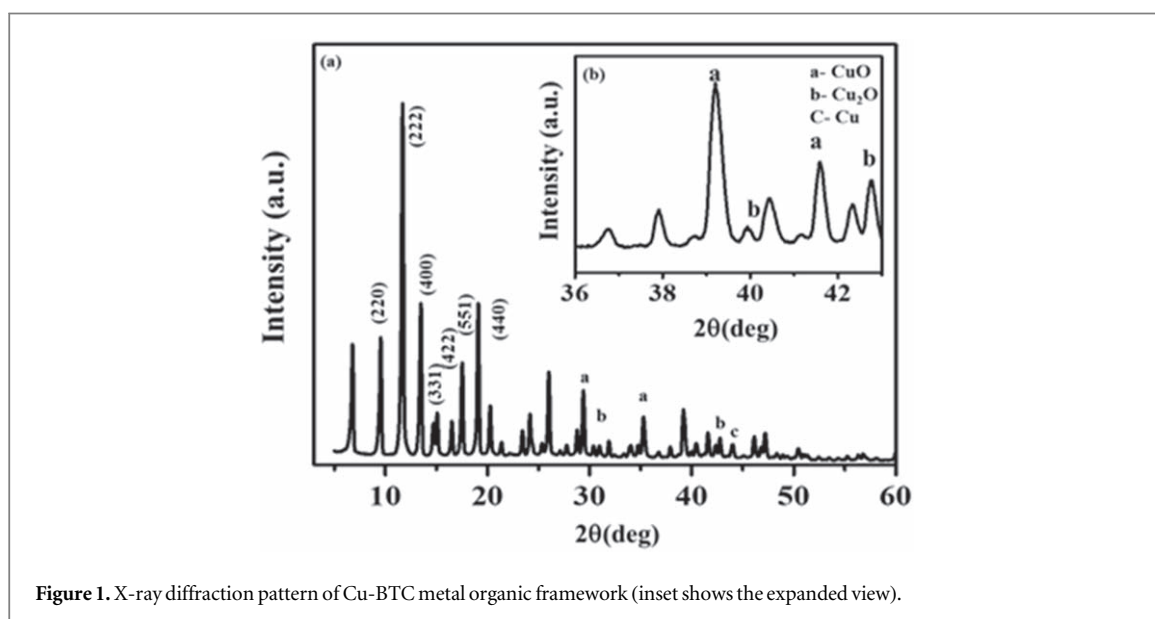 (a)
Intensity (a.u.)
(220)
(222)
(400)
(331)
(422)
(551)
(440)
a
b
a
b
c
10 20 30 40 50 60
2θ(deg)
(b)
Intensity (a.u.)
a
a- CuO
b- Cu₂O
C- Cu
a
b
b
36 38 40 42
2θ(deg)
Figure 1. X-ray diffraction pattern of Cu-BTC metal organic framework (inset shows the expanded view).